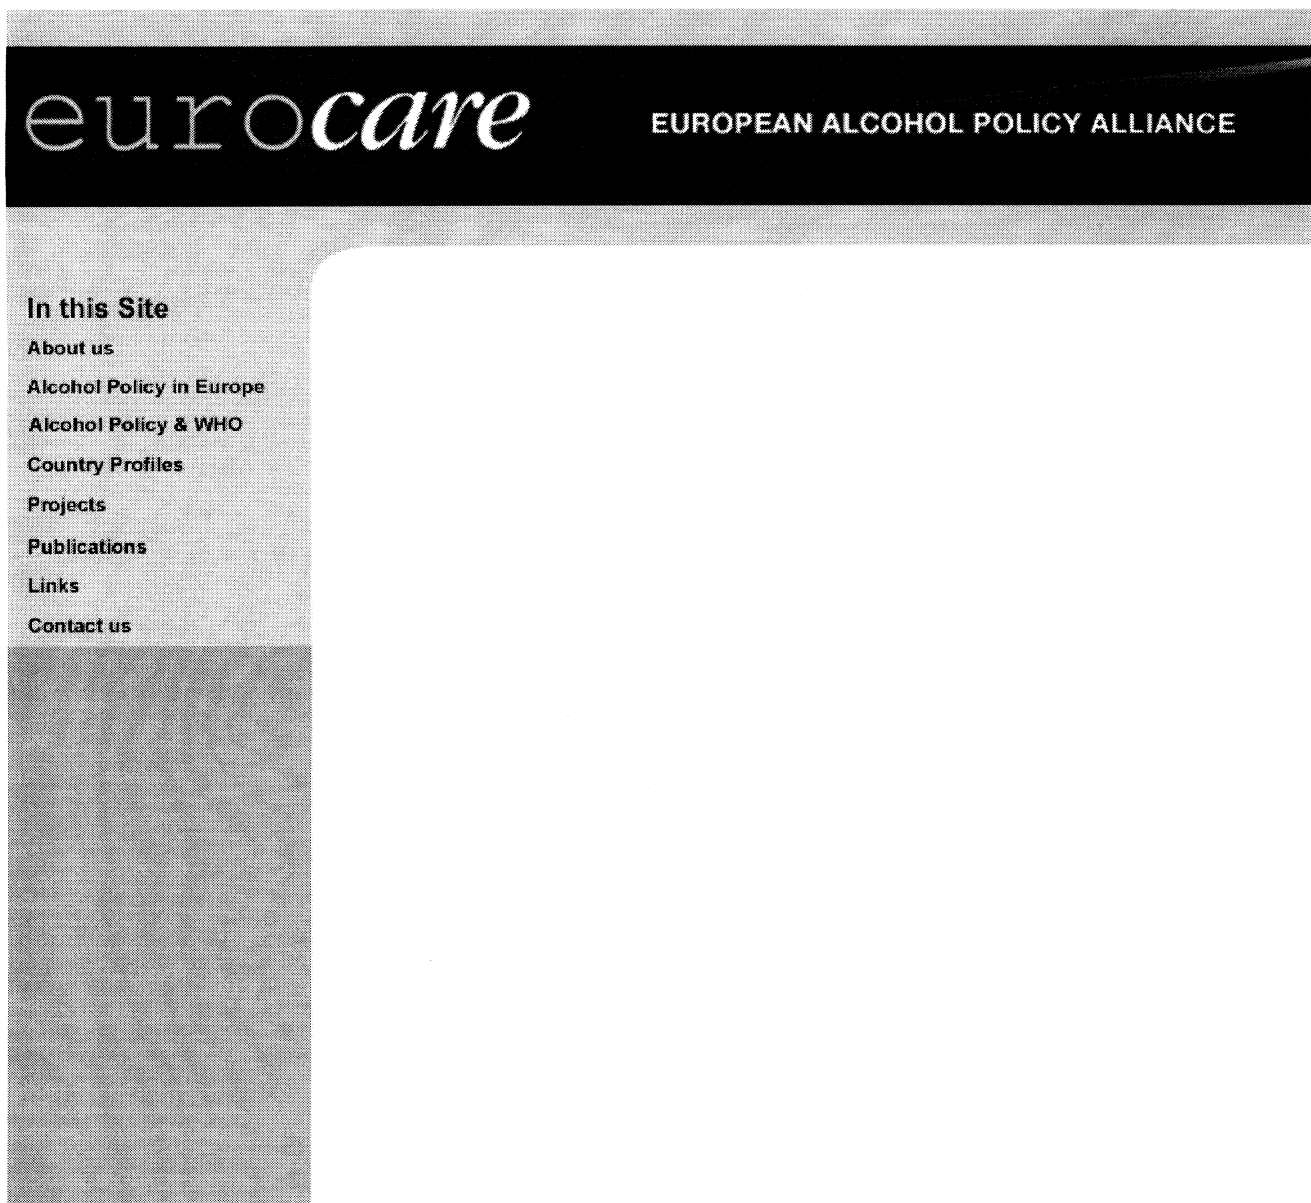 eurocare
EUROPEAN ALCOHOL POLICY ALLIANCE
In this Site
About us
Alcohol Policy in Europe
Alcohol Policy & WHO
Country Profiles
Projects
Publications
Links
Contact us